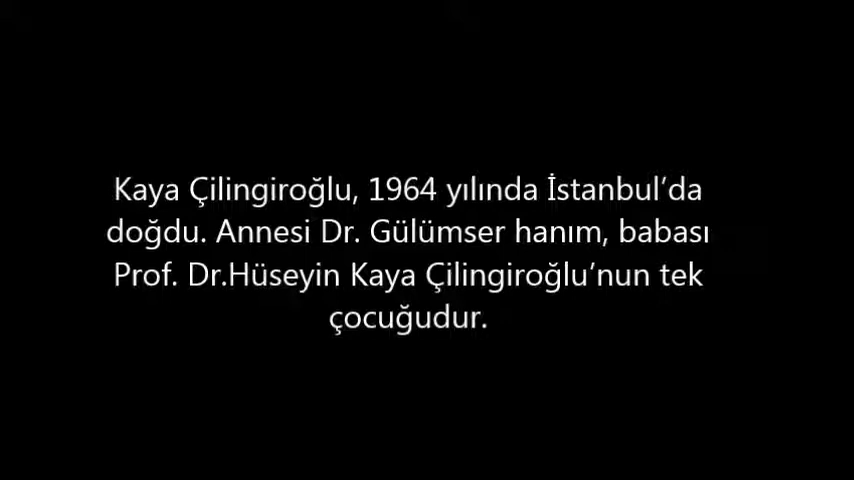 Kaya Çilingiroğlu, 1964 yılında İstanbul’da
doğdu. Annesi Dr. Gülümser hanım, babası
Prof. Dr.Hüseyin Kaya Çilingiroğlu’nun tek
çocuğudur.